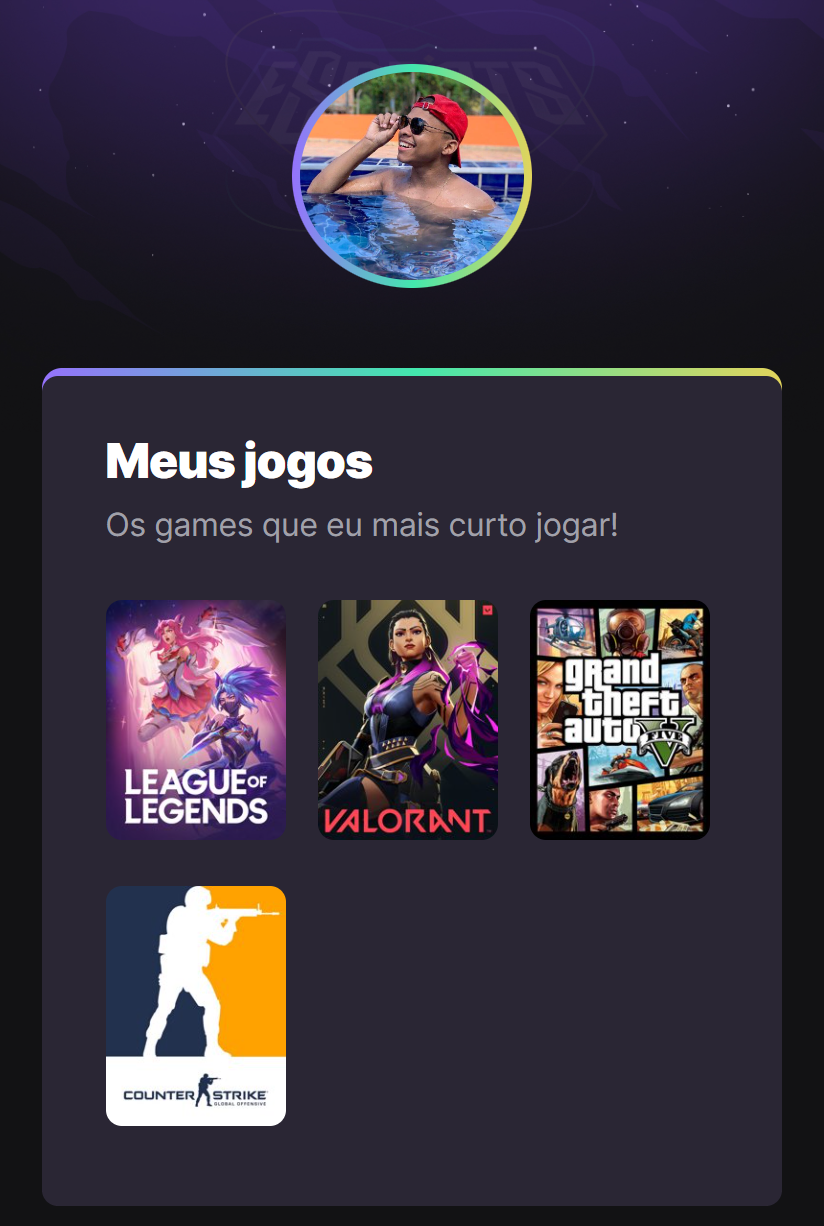 ESPORTS
Meus jogos
Os games que eu mais curto jogar!
LEAGUE OF
LEGENDS
VALORANT
grand
theft
auto
FIVE
COUNTER STRIKE
GLOBAL OFFENSIVE